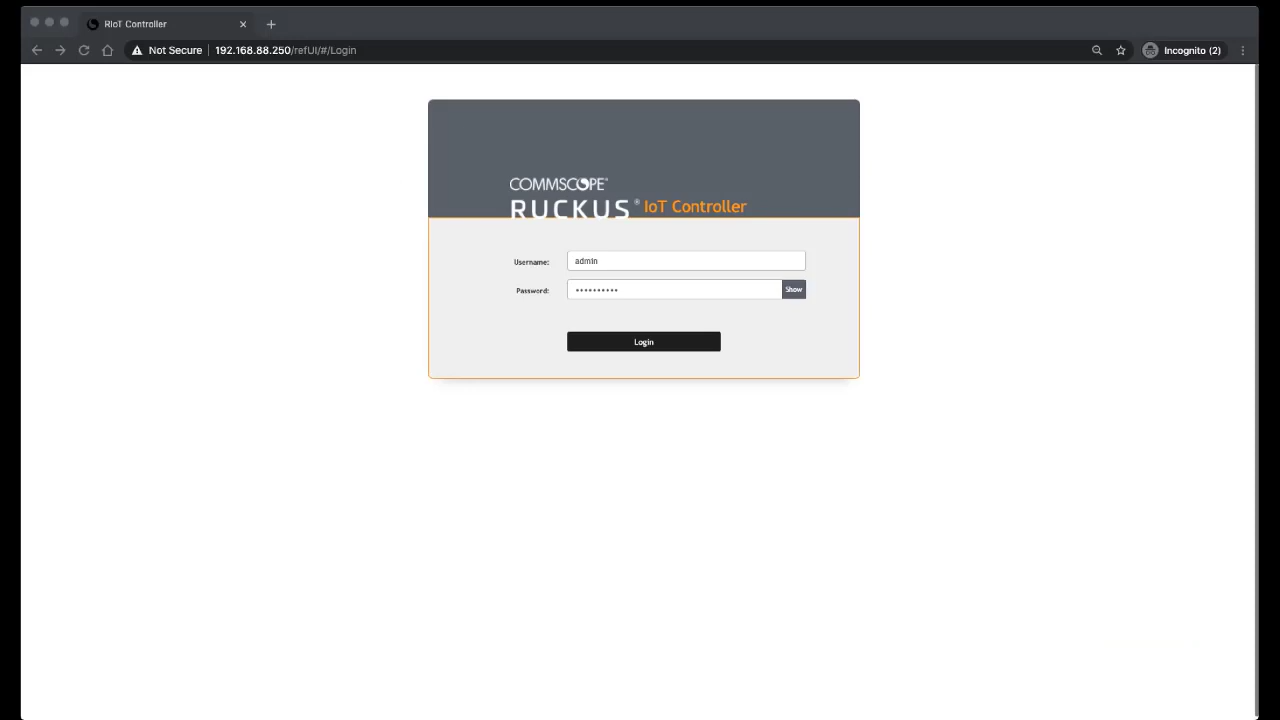 RIoT Controller
Not Secure 192.168.88.250/refUI/#/Login Incognito (2)
COMMSCOPE™
RUCKUS® IoT Controller
Username: admin
Password: •••••••••• Show
Login